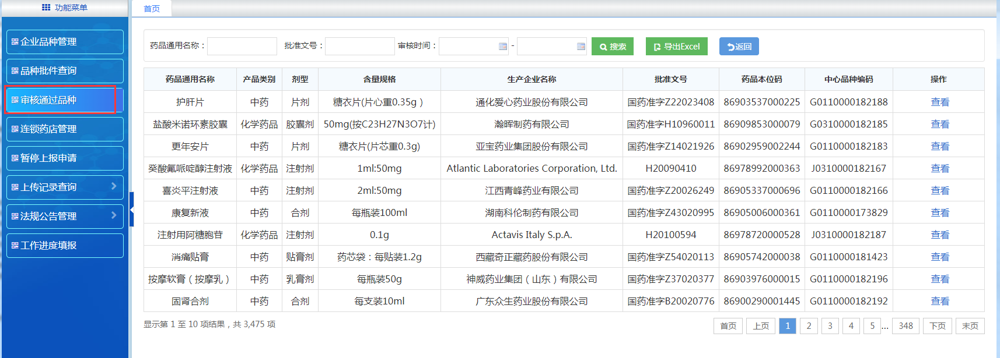 功能菜单
首页
企业品种管理
品种批件查询
审核通过品种
连锁药店管理
暂停上报申请
上传记录查询
法规公告管理
工作进度填报
药品通用名称： 批准文号： 审核时间： - 搜索 导出Excel 返回
药品通用名称 产品类别 剂型 含量规格 生产企业名称 批准文号 药品本位码 中心品种编码 操作
护肝片 中药 片剂 糖衣片(片心重0.35g ) 通化爱心药业股份有限公司 国药准字Z22023408 86903537000225 G0110000182188 查看
盐酸米诺环素胶囊 化学药品 胶囊剂 50mg(按C23H27N3O7计) 瀚晖制药有限公司 国药准字H10960011 86909853000079 G0310000182185 查看
更年安片 中药 片剂 糖衣片(片芯重0.3g) 亚宝药业集团股份有限公司 国药准字Z14021926 86902959002244 G0110000182183 查看
癸酸氟哌啶醇注射液 化学药品 注射剂 1ml:50mg Atlantic Laboratories Corporation, Ltd. H20090410 86978992000363 J0310000182167 查看
喜炎平注射液 中药 注射剂 2ml:50mg 江西青峰药业有限公司 国药准字Z20026249 86905337000696 G0110000182166 查看
康复新液 中药 合剂 每瓶装100ml 湖南科伦制药有限公司 国药准字Z43020995 86905006000361 G0110000173829 查看
注射用阿糖胞苷 化学药品 注射剂 0.1g Actavis Italy S.p.A. H20100594 86978720000528 J0310000182187 查看
消痛贴膏 中药 贴膏剂 药芯袋：每贴装1.2g 西藏奇正藏药股份有限公司 国药准字Z54020113 86905742000038 G0110000181423 查看
按摩软膏（按摩乳） 中药 乳膏剂 每瓶装50g 神威药业集团（山东）有限公司 国药准字Z37020377 86903976000015 G0110000182196 查看
固肾合剂 中药 合剂 每支装10ml 广东众生药业股份有限公司 国药准字B20020776 86900290001445 G0110000182192 查看
显示第 1 至 10 项结果，共 3,475 项
首页 上页 1 2 3 4 5 ... 348 下页 末页